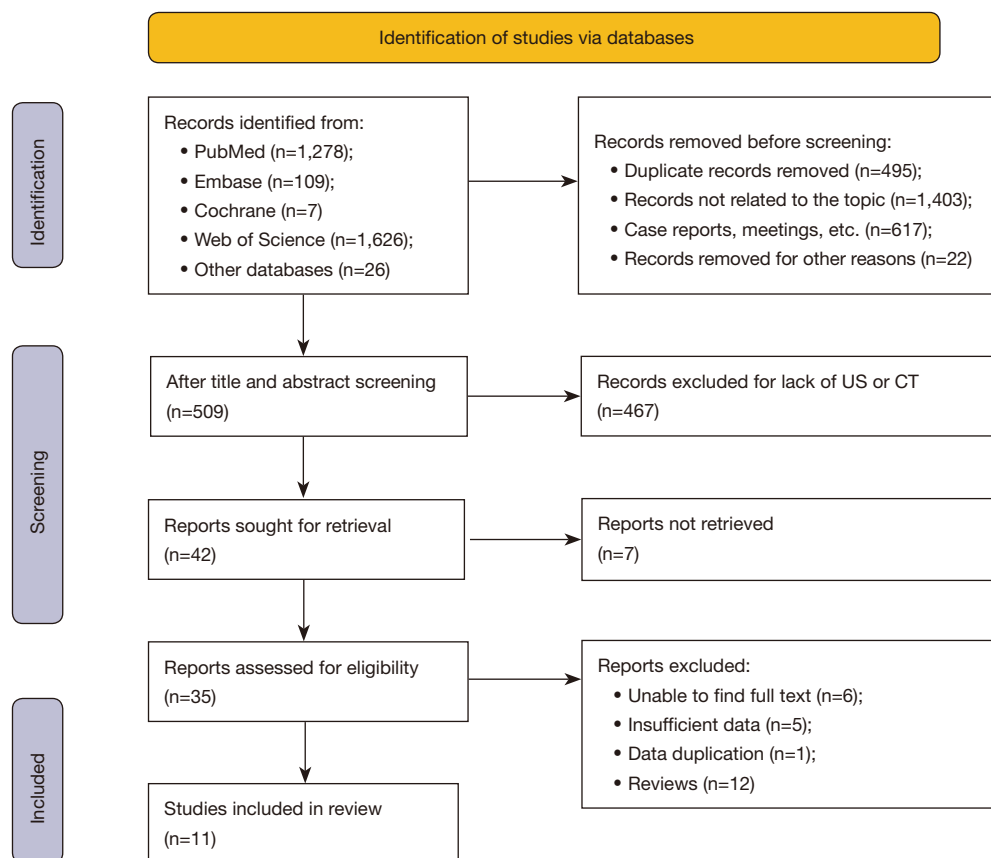 Identification of studies via databases
Identification
Records identified from:
• PubMed (n=1,278);
• Embase (n=109);
• Cochrane (n=7)
• Web of Science (n=1,626);
• Other databases (n=26)
Records removed before screening:
• Duplicate records removed (n=495);
• Records not related to the topic (n=1,403);
• Case reports, meetings, etc. (n=617);
• Records removed for other reasons (n=22)
Screening
After title and abstract screening
(n=509)
Records excluded for lack of US or CT
(n=467)
Reports sought for retrieval
(n=42)
Reports not retrieved
(n=7)
Reports assessed for eligibility
(n=35)
Reports excluded:
• Unable to find full text (n=6);
• Insufficient data (n=5);
• Data duplication (n=1);
• Reviews (n=12)
Included
Studies included in review
(n=11)